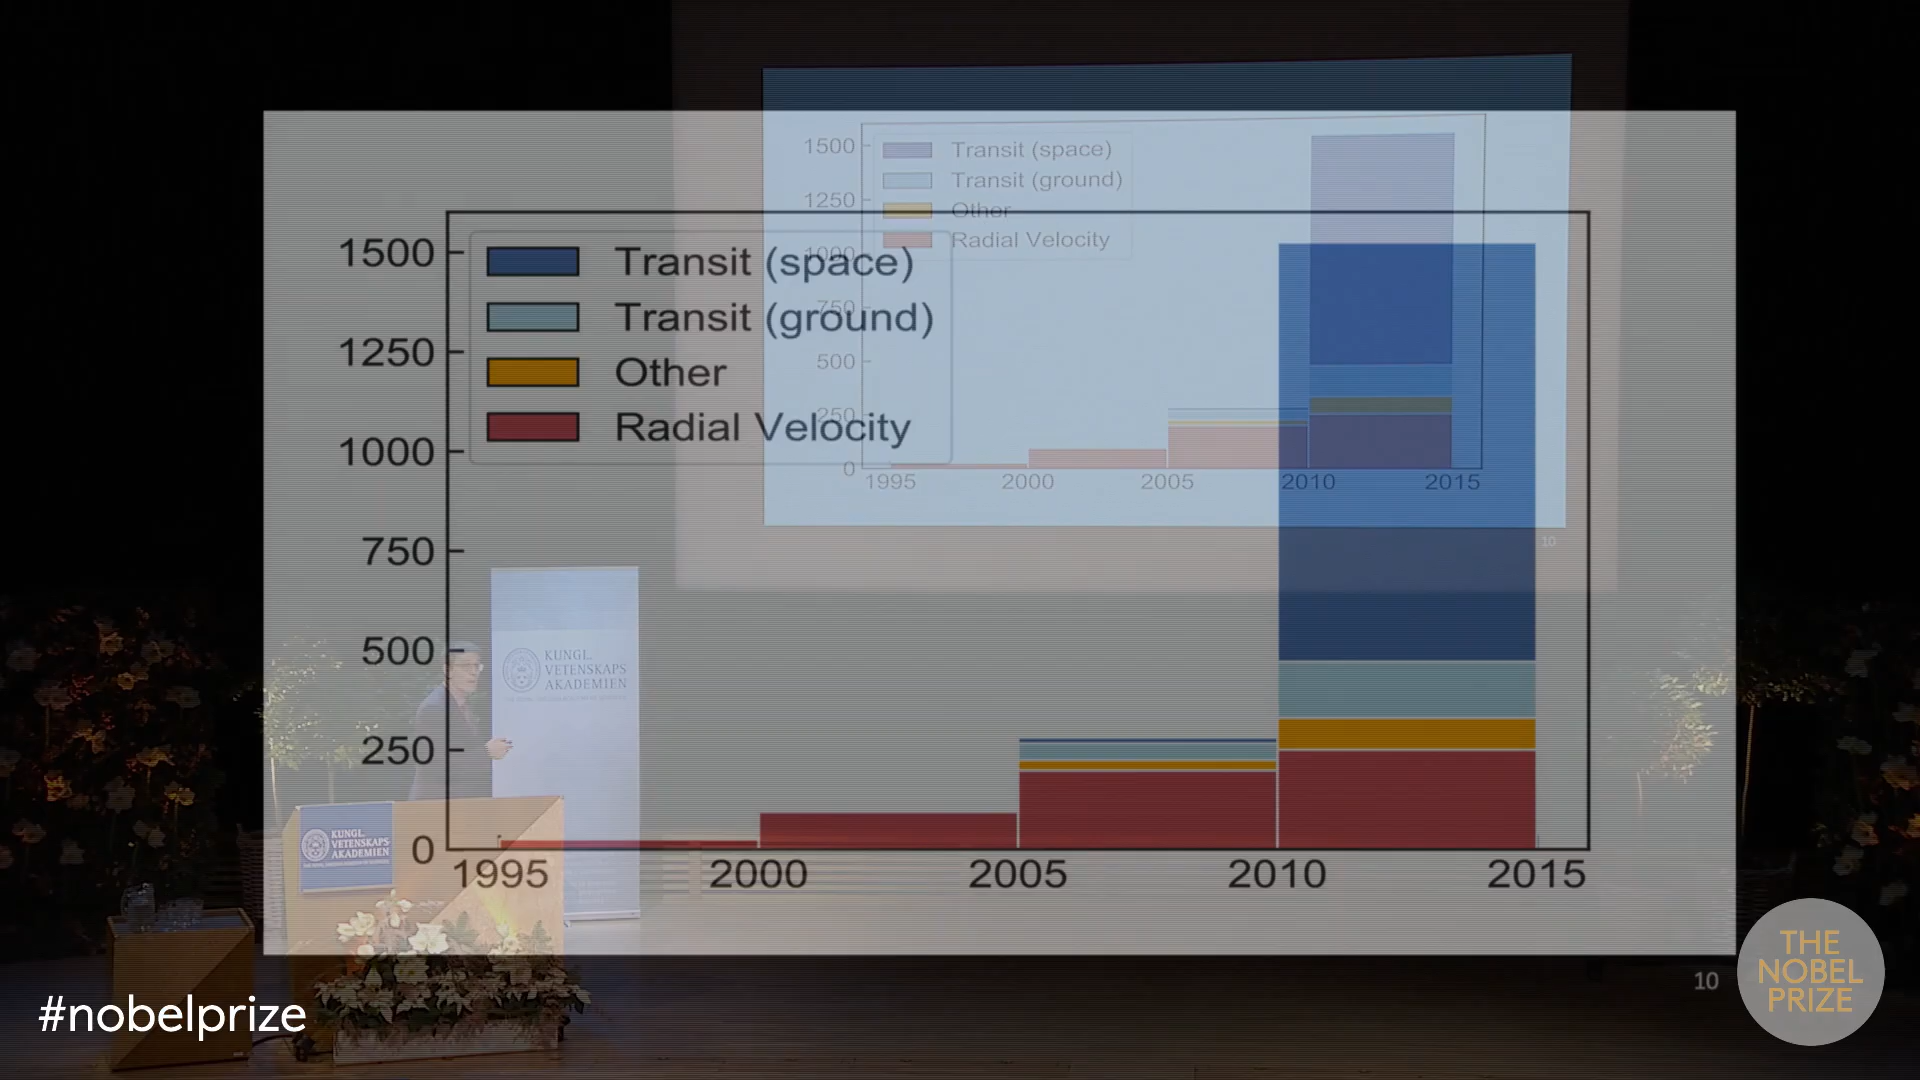 1500
1250
1000
750
500
250
0
Transit (space)
Transit (ground)
Other
Radial Velocity
1995 2000 2005 2010 2015
1500
1250
1000
750
500
250
0
Transit (space)
Transit (ground)
Other
Radial Velocity
1995 2000 2005 2010 2015
10
KUNGL.
VETENSKAPS
AKADEMIEN
KUNGL.
VETENSKAPS
AKADEMIEN
#nobelprize
10
THE
NOBEL
PRIZE